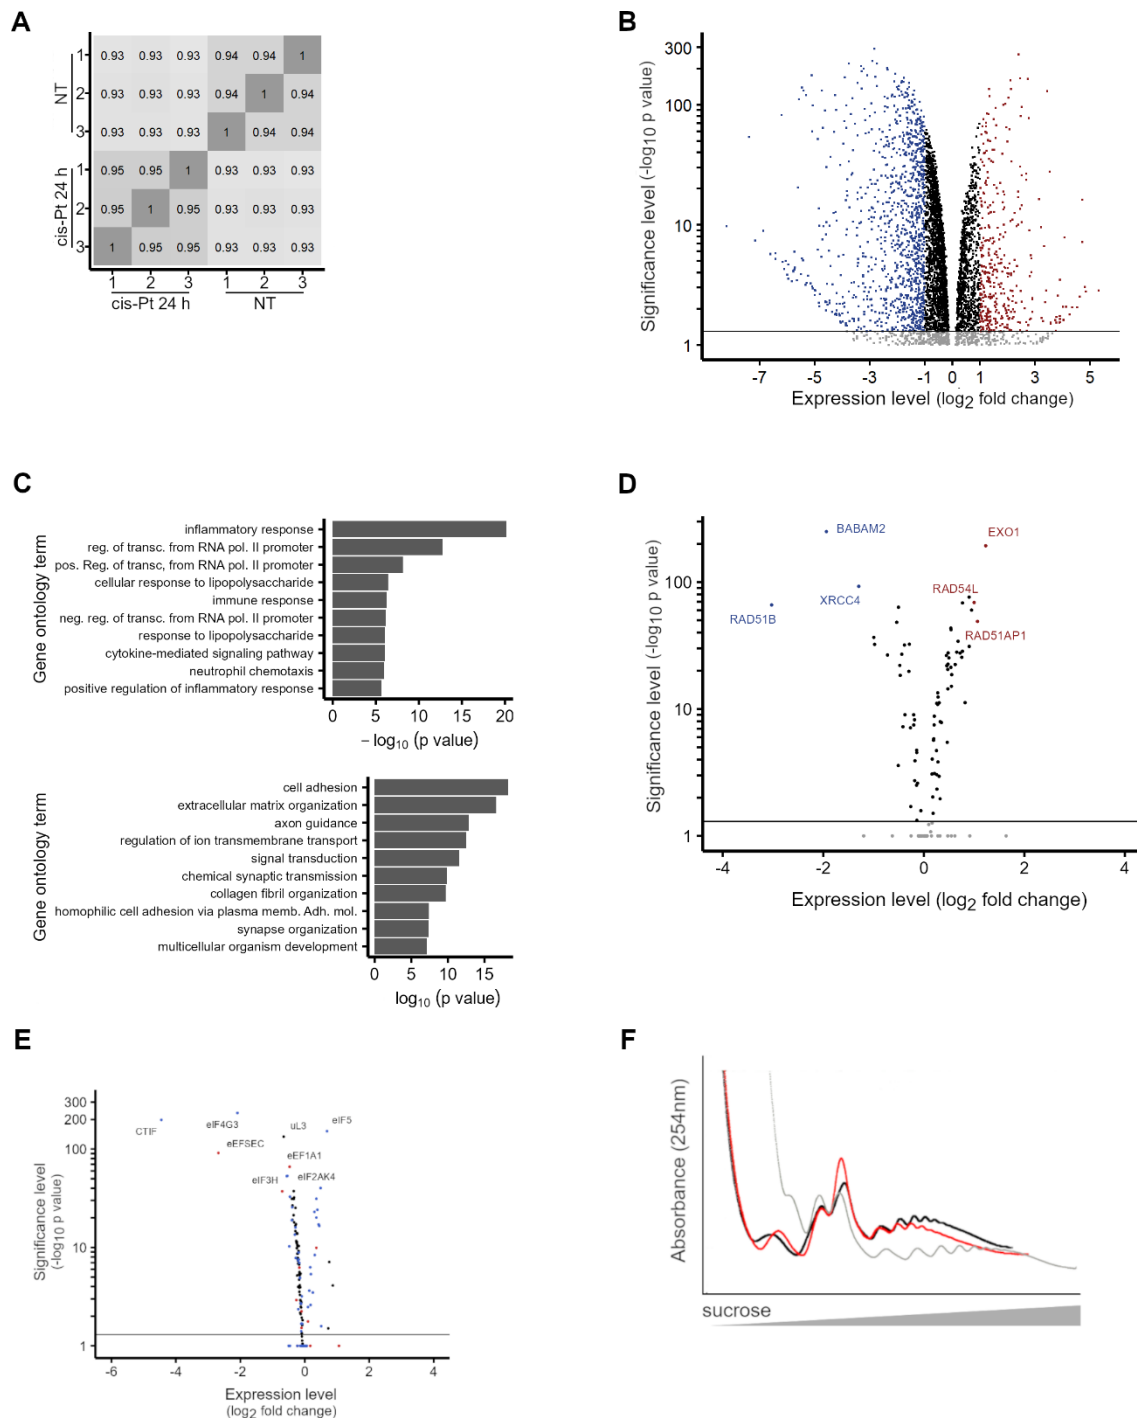 A
NT
1
2
3
cis-Pt 24 h
1
2
3
0.93 0.93 0.93 0.94 0.94 1
0.93 0.93 0.93 0.94 1 0.94
0.93 0.93 0.93 1 0.94 0.94
0.95 0.95 1 0.93 0.93 0.93
0.95 1 0.95 0.93 0.93 0.93
1 0.95 0.95 0.93 0.93 0.93
1 2 3 1 2 3
cis-Pt 24 h NT
B
Significance level (-log10 p value)
300
100
10
1
-7 -5 -3 -1 0 1 3 5
Expression level (log2 fold change)
C
Gene ontology term
inflammatory response
reg. of transc. from RNA pol. II promoter
pos. Reg. of transc, from RNA pol. II promoter
cellular response to lipopolysaccharide
immune response
neg. reg. of transc. from RNA pol. II promoter
response to lipopolysaccharide
cytokine-mediated signaling pathway
neutrophil chemotaxis
positive regulation of inflammatory response
0 5 10 15 20
– log10 (p value)
Gene ontology term
cell adhesion
extracellular matrix organization
axon guidance
regulation of ion transmembrane transport
signal transduction
chemical synaptic transmission
collagen fibril organization
homophilic cell adhesion via plasma memb. Adh. mol.
synapse organization
multicellular organism development
0 5 10 15
log10 (p value)
D
Significance level (-log10 p value)
100
10
1
BABAM2
EXO1
XRCC4
RAD54L
RAD51B
RAD51AP1
-4 -2 0 2 4
Expression level (log2 fold change)
E
Significance level
(-log10 p value)
300
200
100
10
1
CTIF
eIF4G3
uL3
eIF5
eEFSEC
eEF1A1
eIF3H
eIF2AK4
-6 -4 -2 0 2 4
Expression level
(log2 fold change)
F
Absorbance (254nm)
sucrose